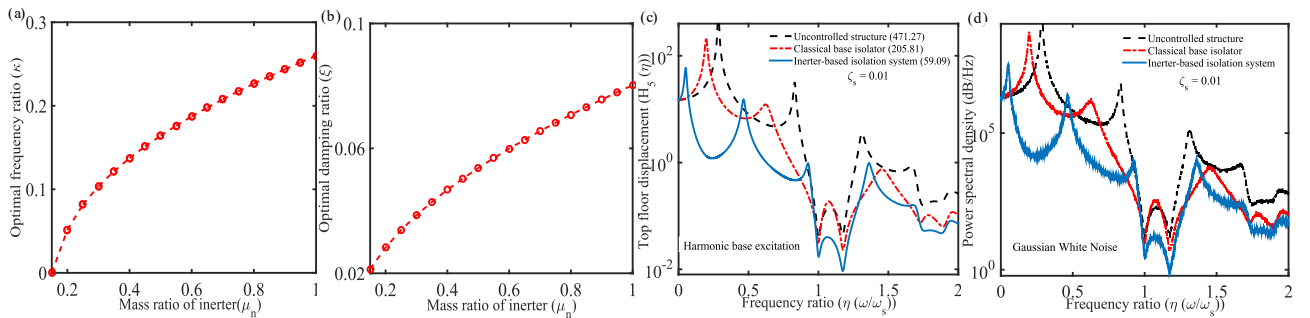 (a)
0.3
0.2
0.1
0
Optimal frequency ratio (κ)
0.2 0.4 0.6 0.8 1
Mass ratio of inerter(μn)
(b)
0.1
0.06
0.02
Optimal damping ratio (ξ)
0.2 0.4 0.6 0.8 1
Mass ratio of inerter (μn)
(c)
10^2
10^0
10^-2
Top floor displacement (H5 (η))
Uncontrolled structure (471.27)
Classical base isolator (205.81)
Inerter-based isolation system (59.09)
ζs = 0.01
Harmonic base excitation
0 0.5 1 1.5 2
Frequency ratio (η (ω/ωs))
(d)
10^5
10^0
Power spectral density (dB/Hz)
Uncontrolled structure
Classical base isolator
Inerter-based isolation system
ζs = 0.01
Gaussian White Noise
0 0.5 1 1.5 2
Frequency ratio (η (ω/ωs))